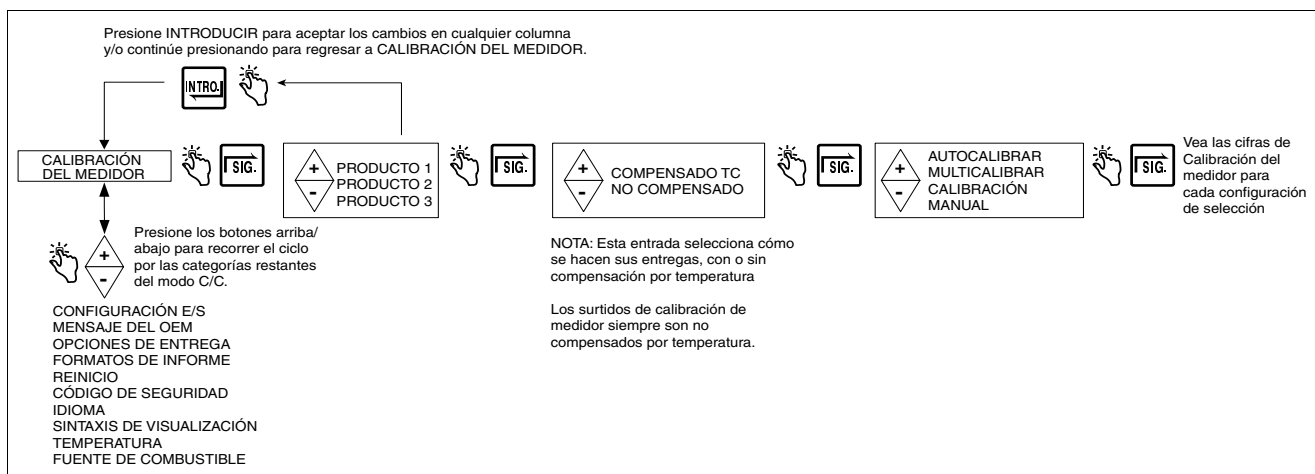 Presione INTRODUCIR para aceptar los cambios en cualquier columna
y/o continúe presionando para regresar a CALIBRACIÓN DEL MEDIDOR.
INTRO.
CALIBRACIÓN
DEL MEDIDOR
SIG.
+
-
PRODUCTO 1
PRODUCTO 2
PRODUCTO 3
SIG.
+
-
COMPENSADO TC
NO COMPENSADO
SIG.
+
-
AUTOCALIBRAR
MULTICALIBRAR
CALIBRACIÓN
MANUAL
SIG.
Vea las cifras de
Calibración del
medidor para
cada configuración
de selección
Presione los botones arriba/
abajo para recorrer el ciclo
por las categorías restantes
del modo C/C.
+
-
CONFIGURACIÓN E/S
MENSAJE DEL OEM
OPCIONES DE ENTREGA
FORMATOS DE INFORME
REINICIO
CÓDIGO DE SEGURIDAD
IDIOMA
SINTAXIS DE VISUALIZACIÓN
TEMPERATURA
FUENTE DE COMBUSTIBLE
NOTA: Esta entrada selecciona cómo
se hacen sus entregas, con o sin
compensación por temperatura
Los surtidos de calibración de
medidor siempre son no
compensados por temperatura.